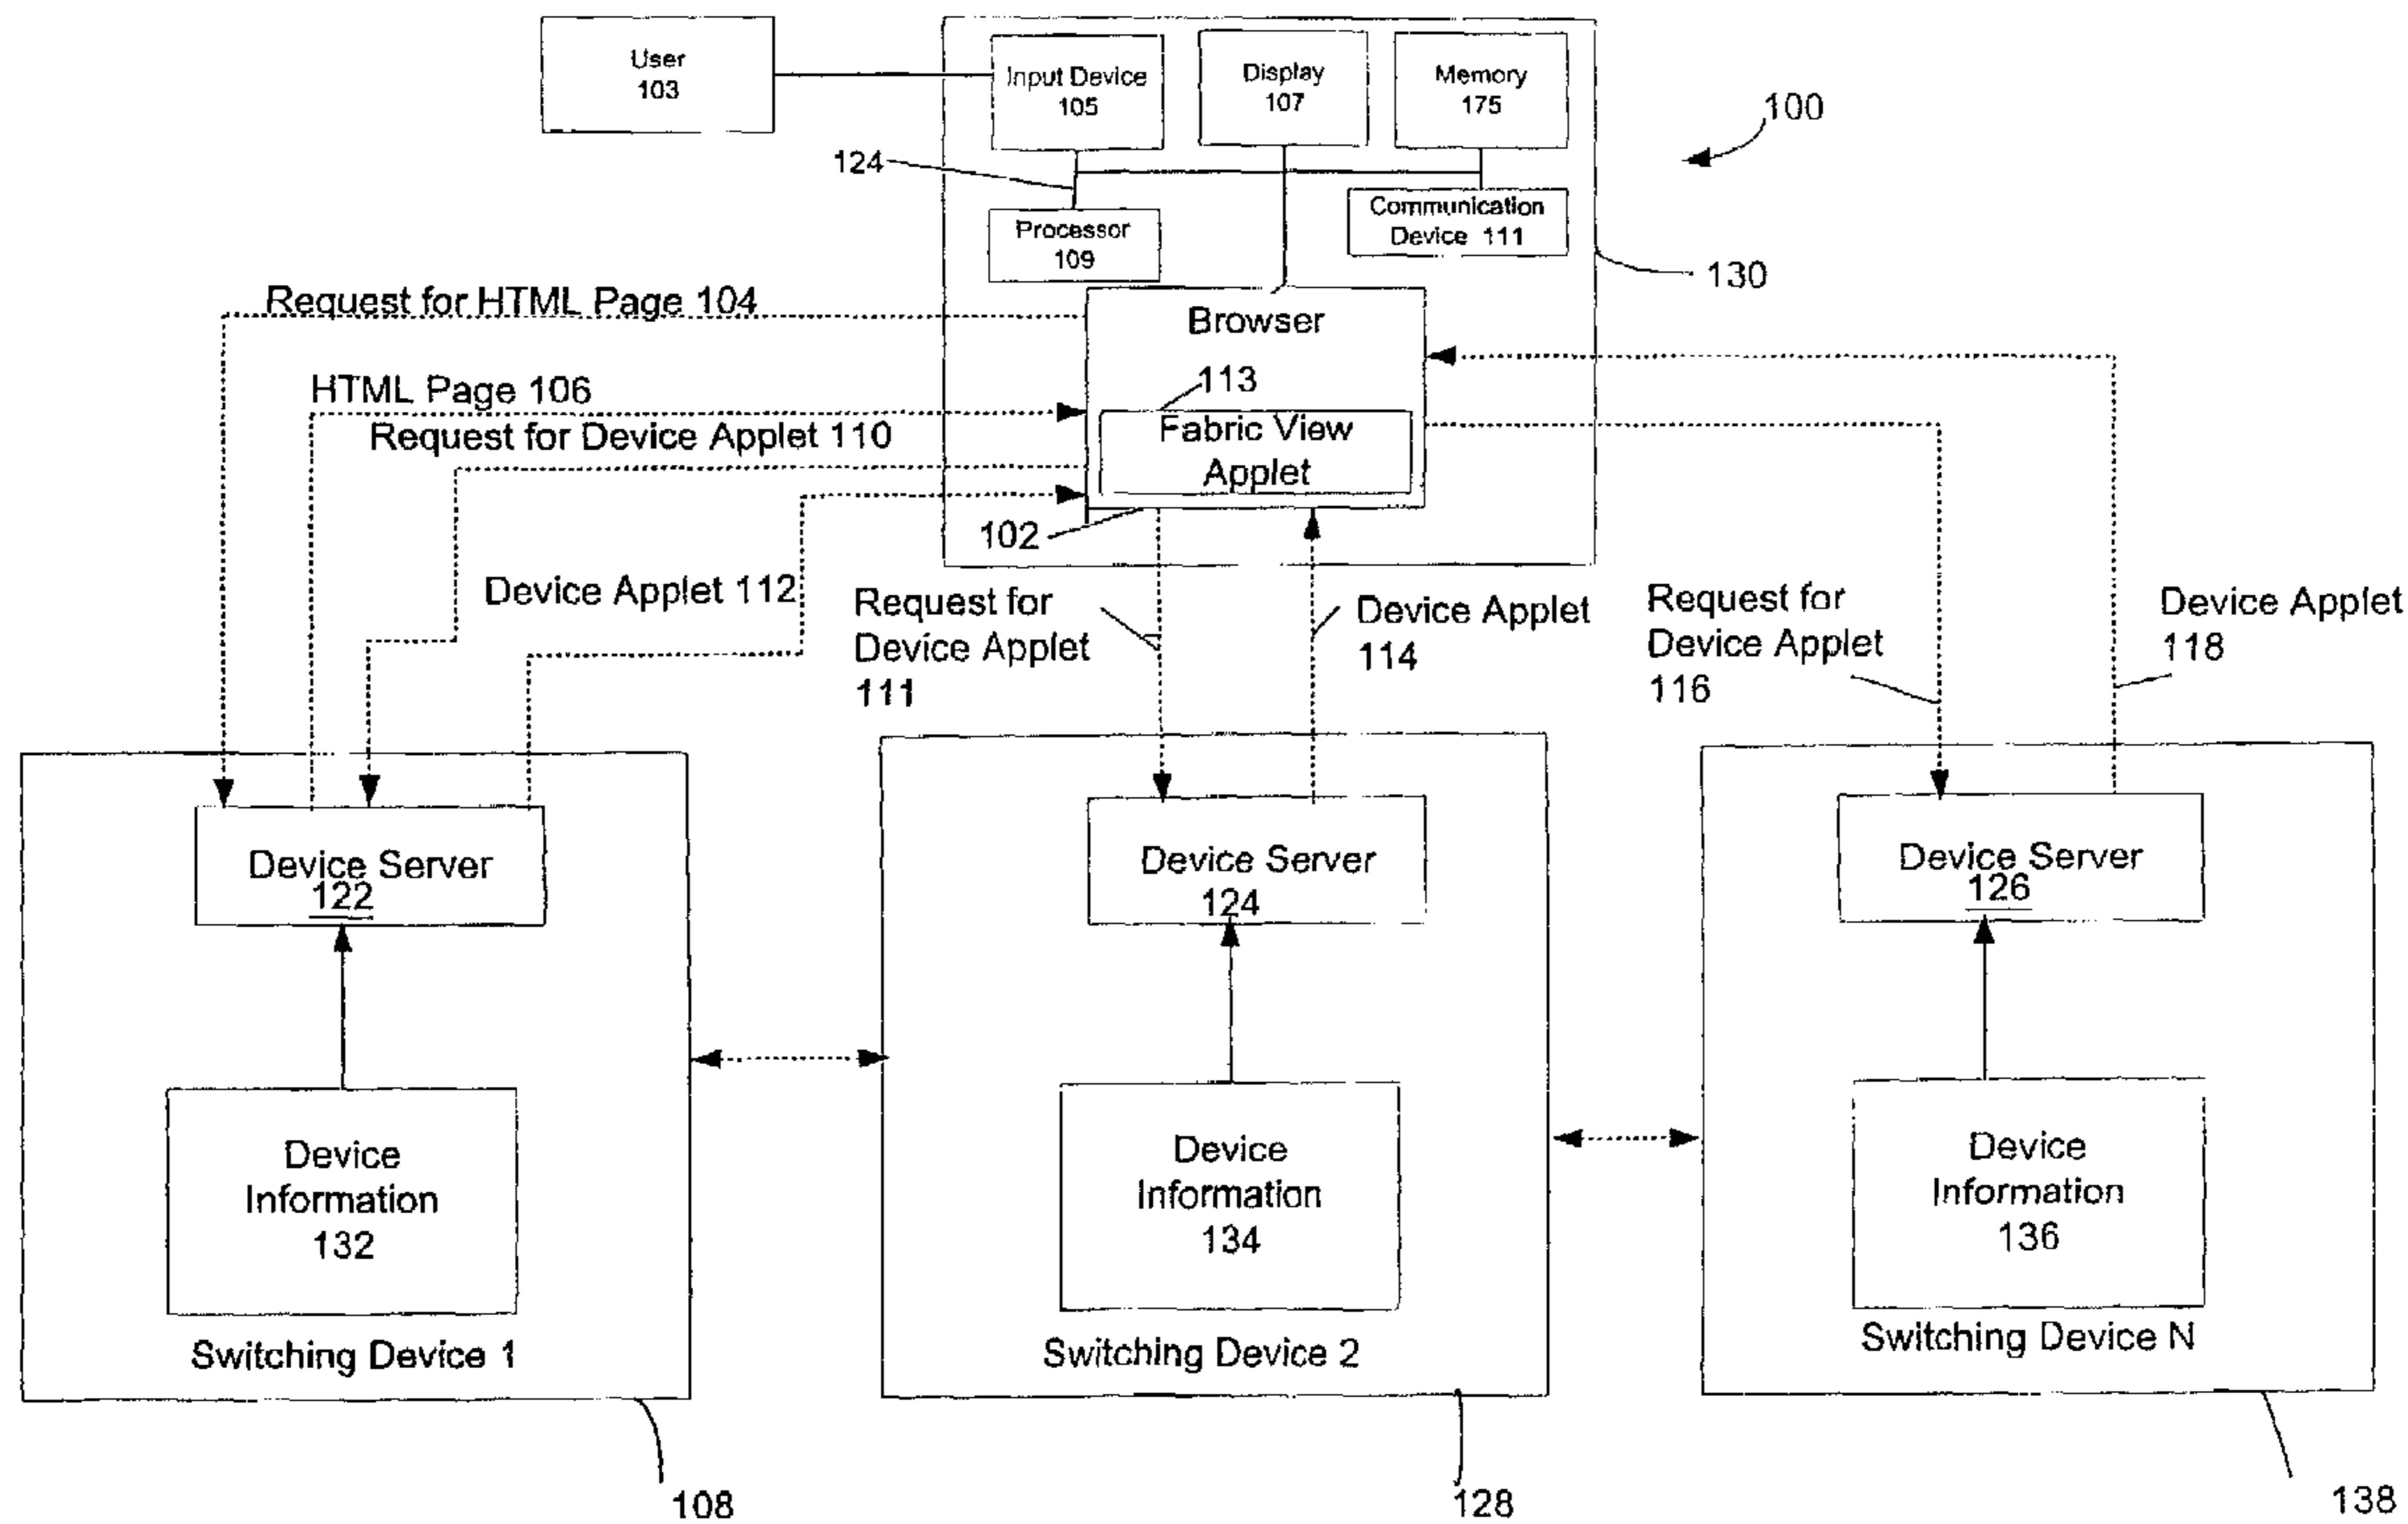 User
103
Input Device
105
Display
107
Memory
175
100
124
Processor
109
Communication
Device 111
130
Request for HTML Page 104
Browser
HTML Page 106
113
Request for Device Applet 110
Fabric View
Applet
102
Device Applet 112
Request for
Device Applet
111
Device Applet
114
Request for
Device Applet
116
Device Applet
118
Device Server
122
Device Server
124
Device Server
126
Device
Information
132
Device
Information
134
Device
Information
136
Switching Device 1
Switching Device 2
Switching Device N
108
128
138